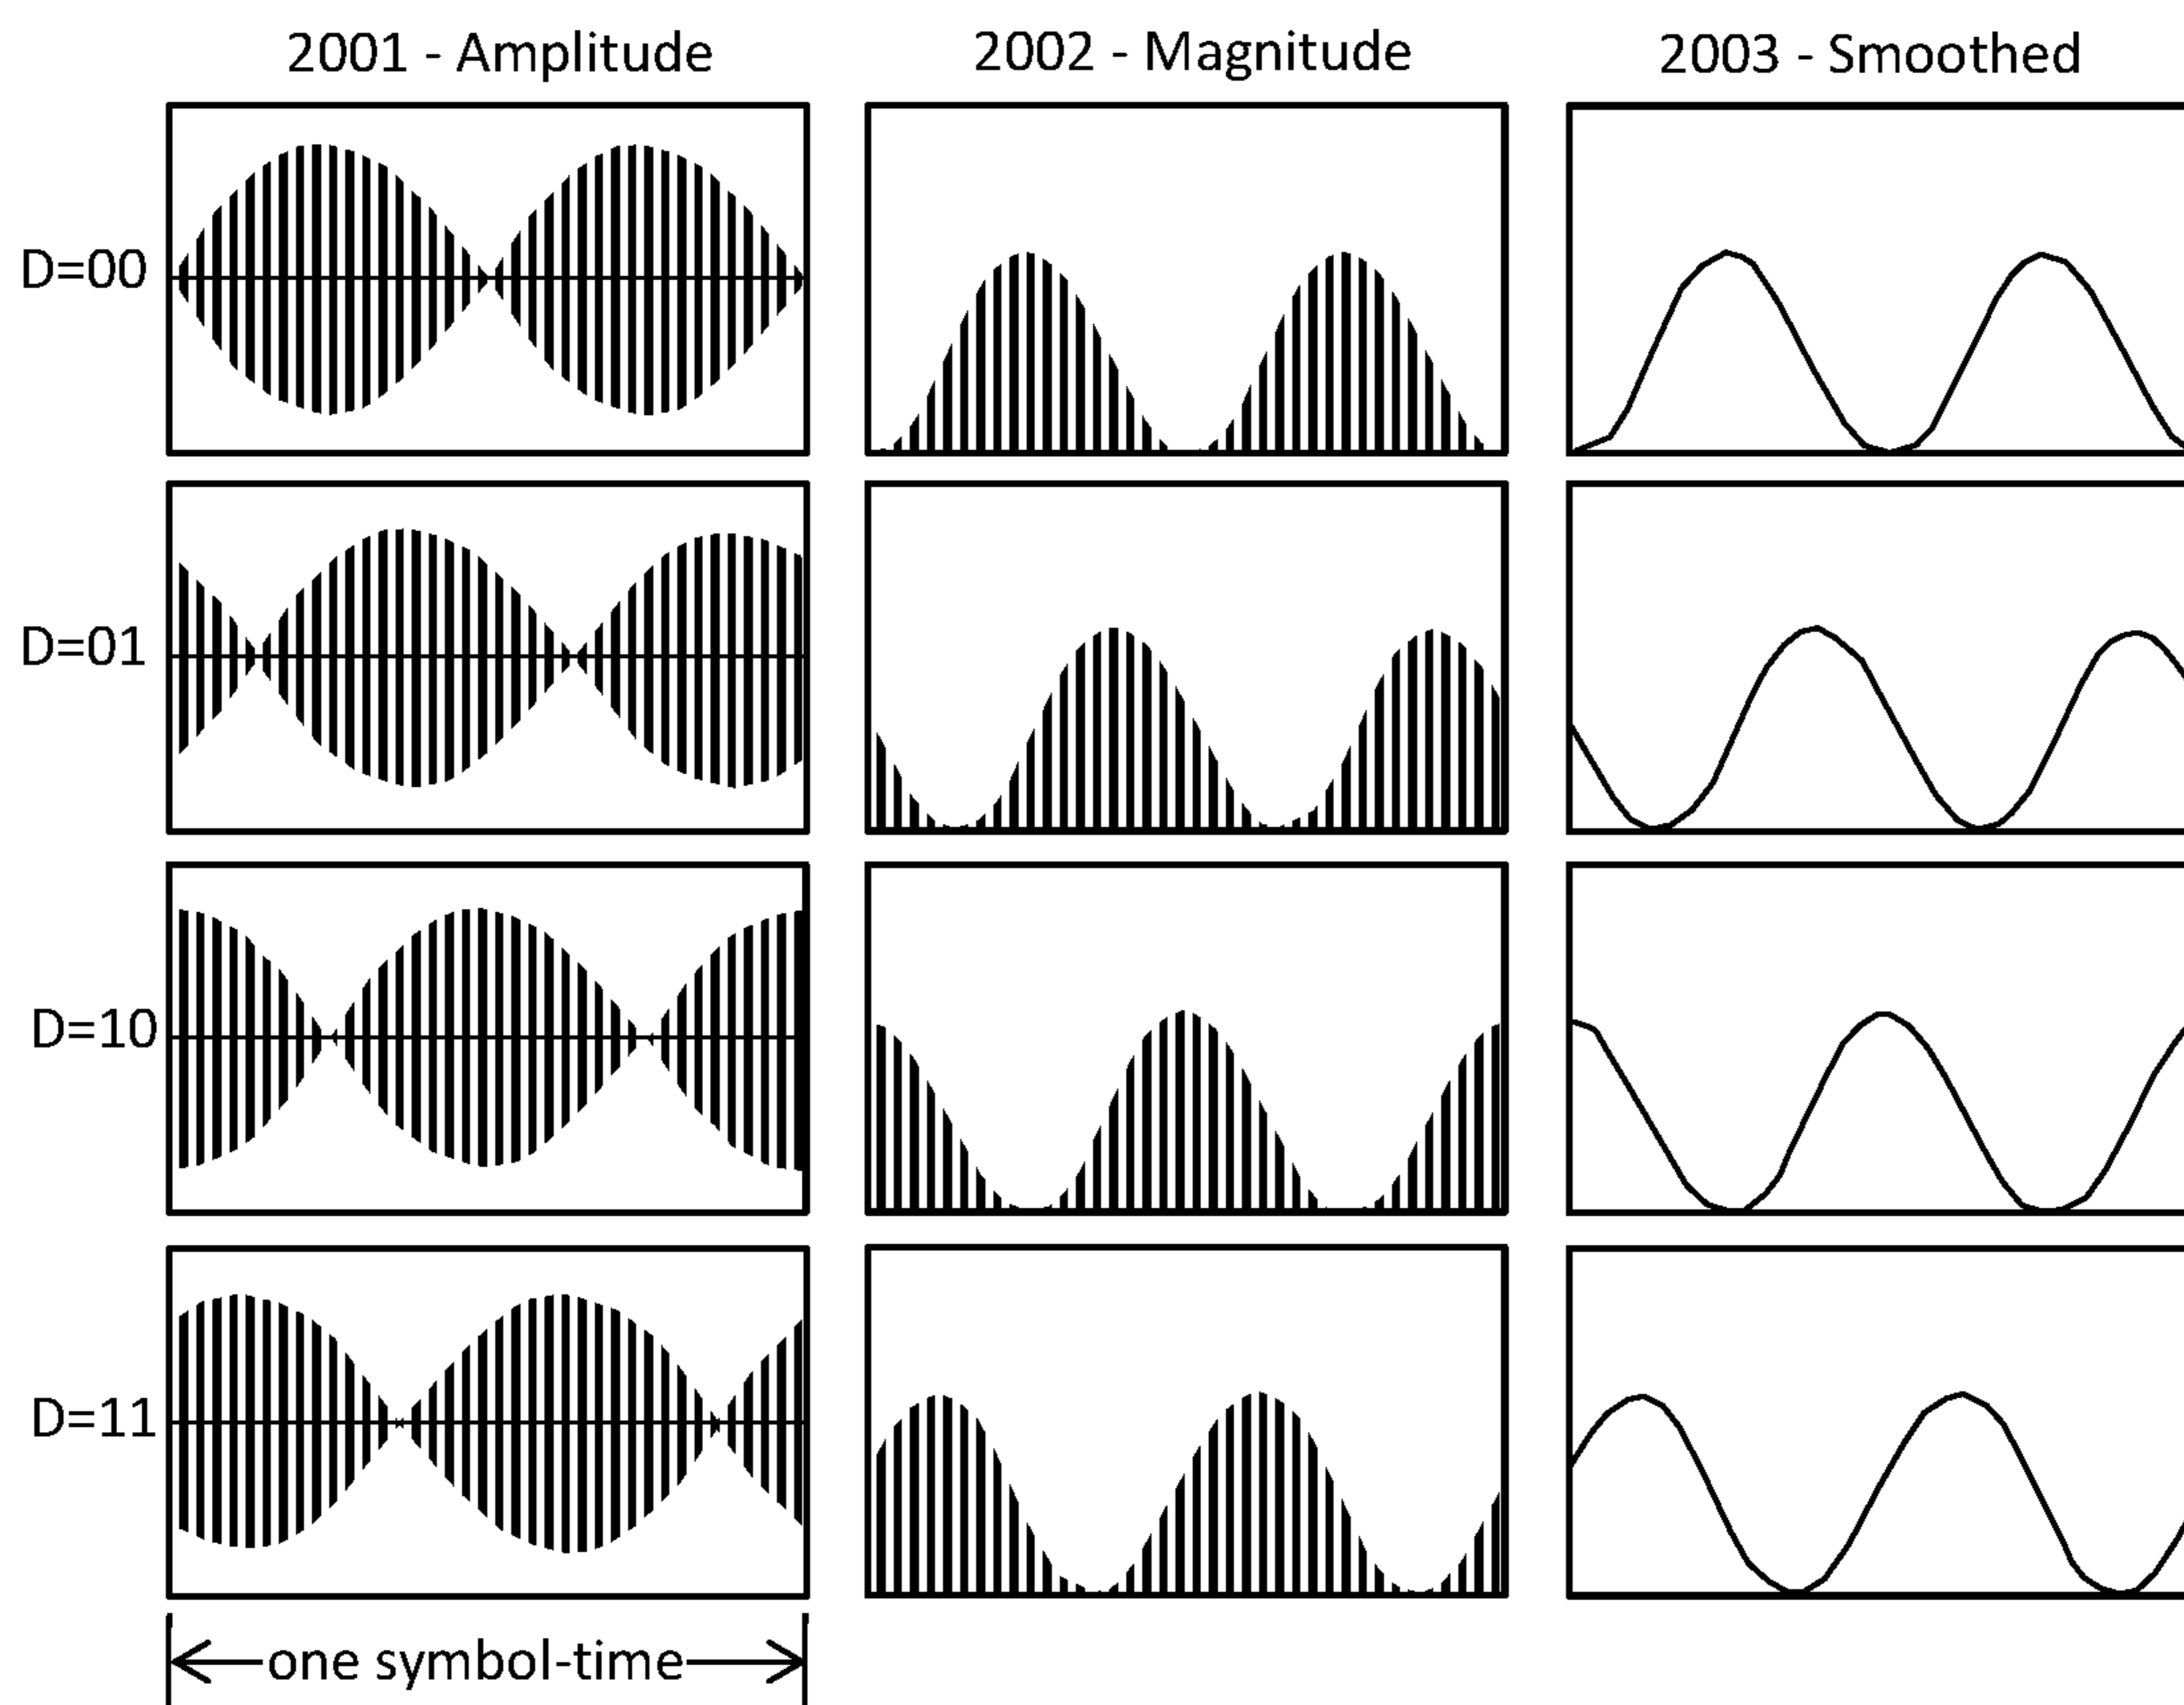 2001 - Amplitude
2002 - Magnitude
2003 - Smoothed
D=00
D=01
D=10
D=11
one symbol-time